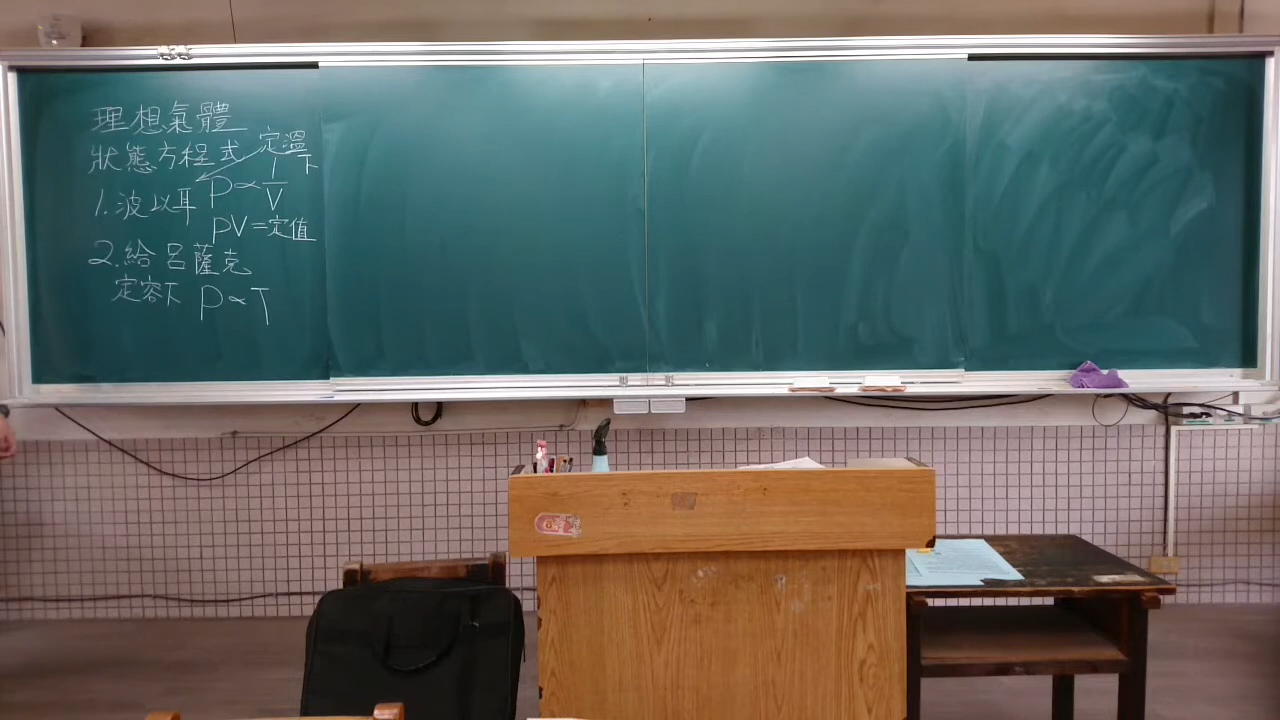 理想氣體
狀態方程式 定溫下
1.波以耳 P∝1/V
PV=定值
2.給呂薩克
定容下 P∝T